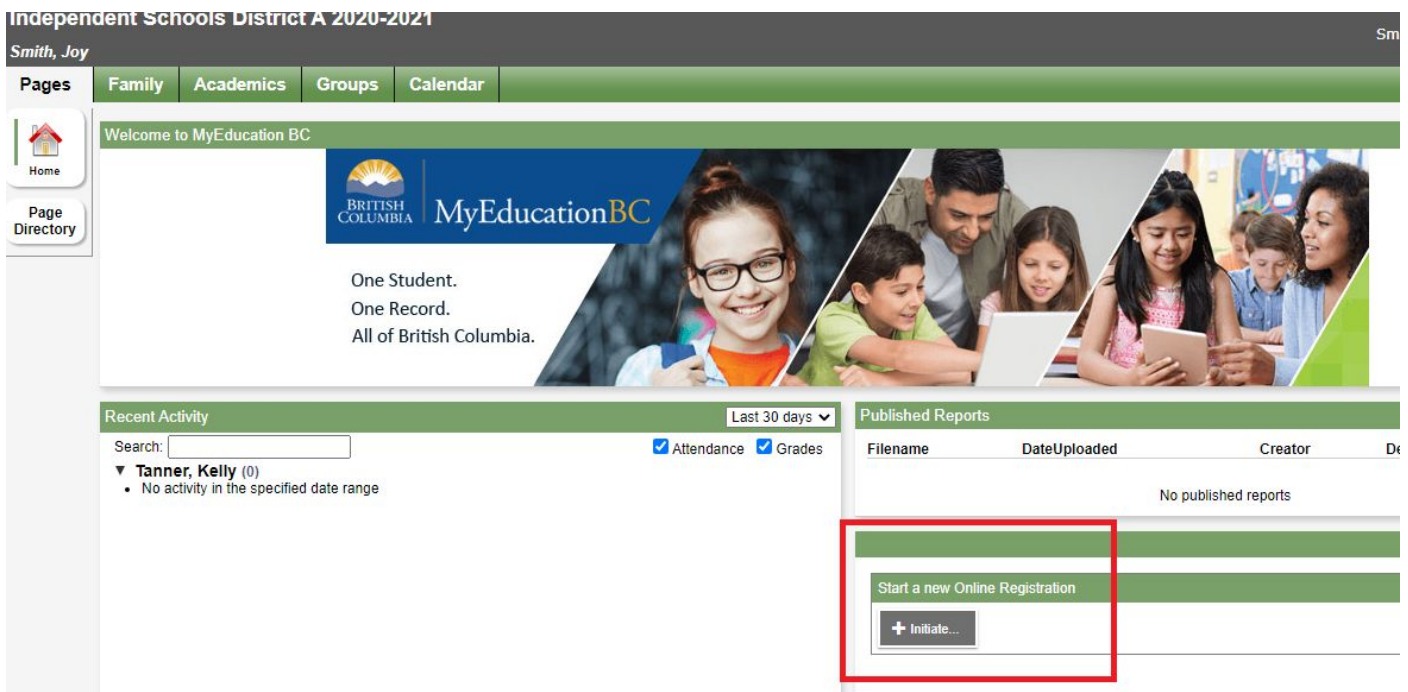 Independent Schools District A 2020-2021
Smith, Joy
Sm
Pages Family Academics Groups Calendar
Home
Page
Directory
Welcome to MyEducation BC
BRITISH
COLUMBIA
MyEducationBC
One Student.
One Record.
All of British Columbia.
Recent Activity Last 30 days
Search: Attendance Grades
▼ Tanner, Kelly (0)
• No activity in the specified date range
Published Reports
Filename DateUploaded Creator De
No published reports
Start a new Online Registration
+ Initiate...